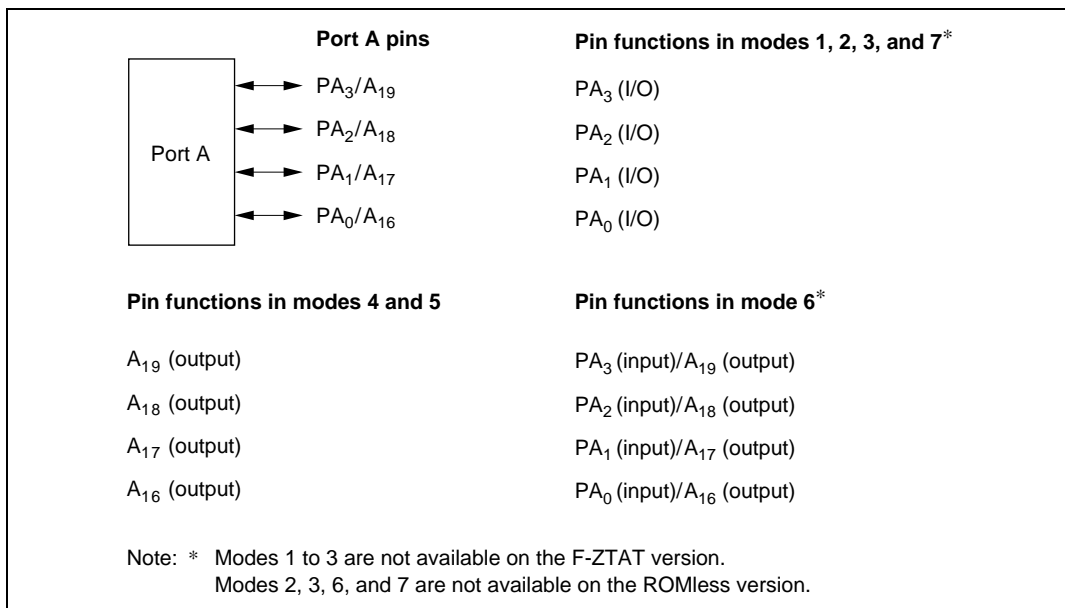 Port A pins
Pin functions in modes 1, 2, 3, and 7*
Port A
PA3/A19
PA3 (I/O)
PA2/A18
PA2 (I/O)
PA1/A17
PA1 (I/O)
PA0/A16
PA0 (I/O)
Pin functions in modes 4 and 5
Pin functions in mode 6*
A19 (output)
PA3 (input)/A19 (output)
A18 (output)
PA2 (input)/A18 (output)
A17 (output)
PA1 (input)/A17 (output)
A16 (output)
PA0 (input)/A16 (output)
Note: * Modes 1 to 3 are not available on the F-ZTAT version.
Modes 2, 3, 6, and 7 are not available on the ROMless version.